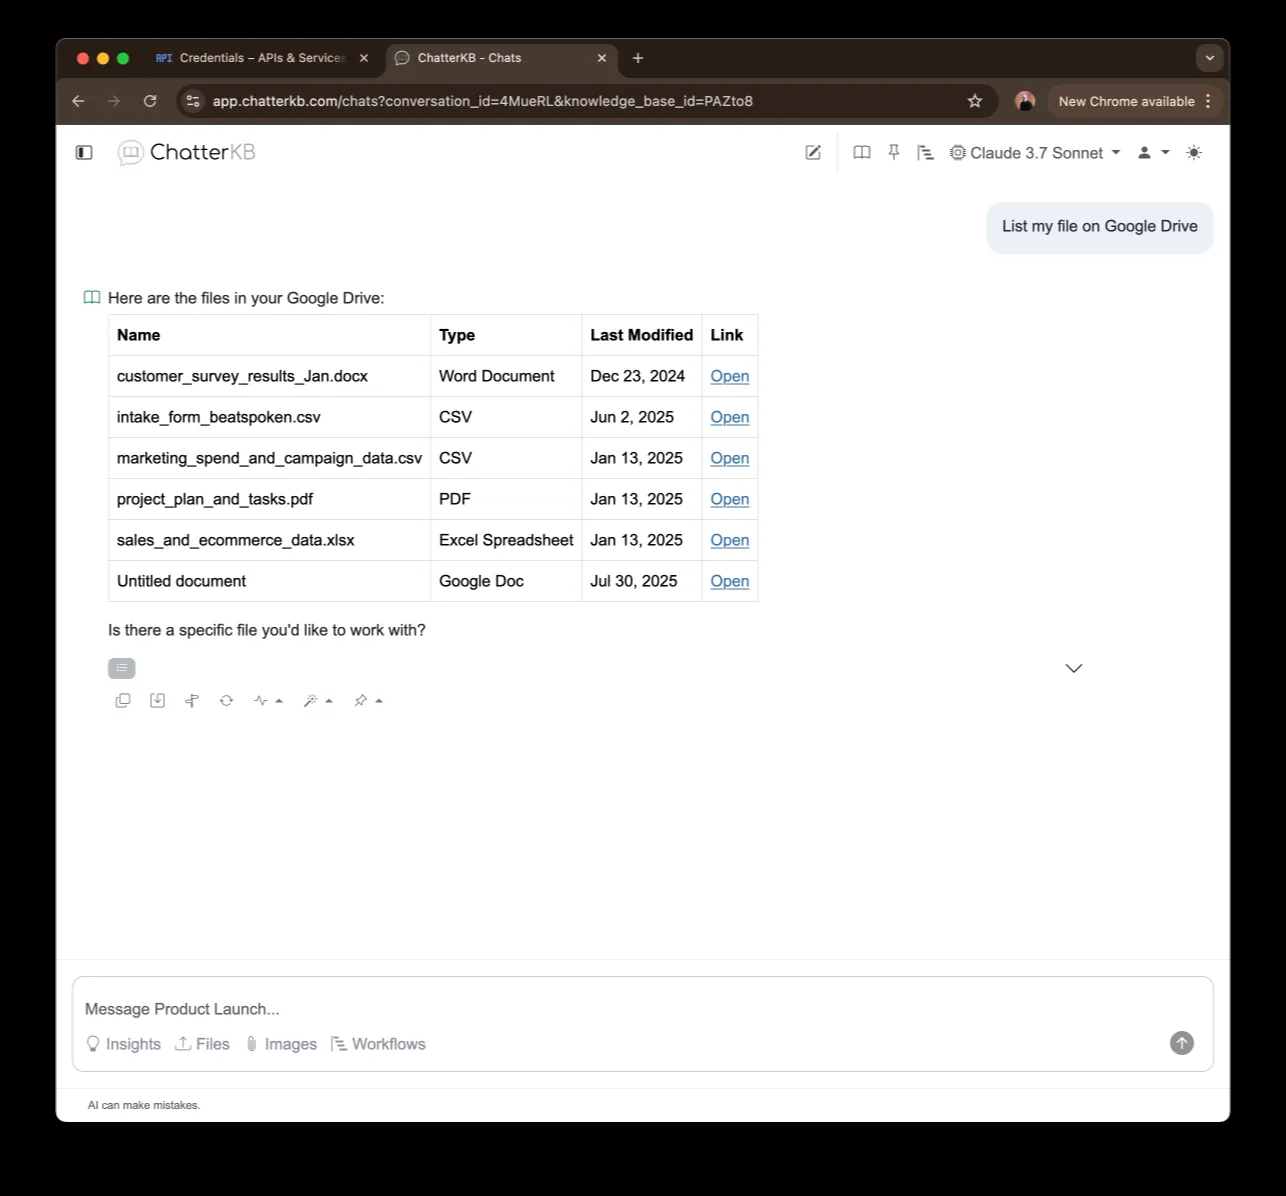 API Credentials – APIs & Services
ChatterKB - Chats
app.chatterkb.com/chats?conversation_id=4MueRL&knowledge_base_id=PAZto8
New Chrome available
ChatterKB
Claude 3.7 Sonnet
List my file on Google Drive
Here are the files in your Google Drive:
Name Type Last Modified Link
customer_survey_results_Jan.docx Word Document Dec 23, 2024 Open
intake_form_beatspoken.csv CSV Jun 2, 2025 Open
marketing_spend_and_campaign_data.csv CSV Jan 13, 2025 Open
project_plan_and_tasks.pdf PDF Jan 13, 2025 Open
sales_and_ecommerce_data.xlsx Excel Spreadsheet Jan 13, 2025 Open
Untitled document Google Doc Jul 30, 2025 Open
Is there a specific file you'd like to work with?
Message Product Launch...
Insights Files Images Workflows
AI can make mistakes.